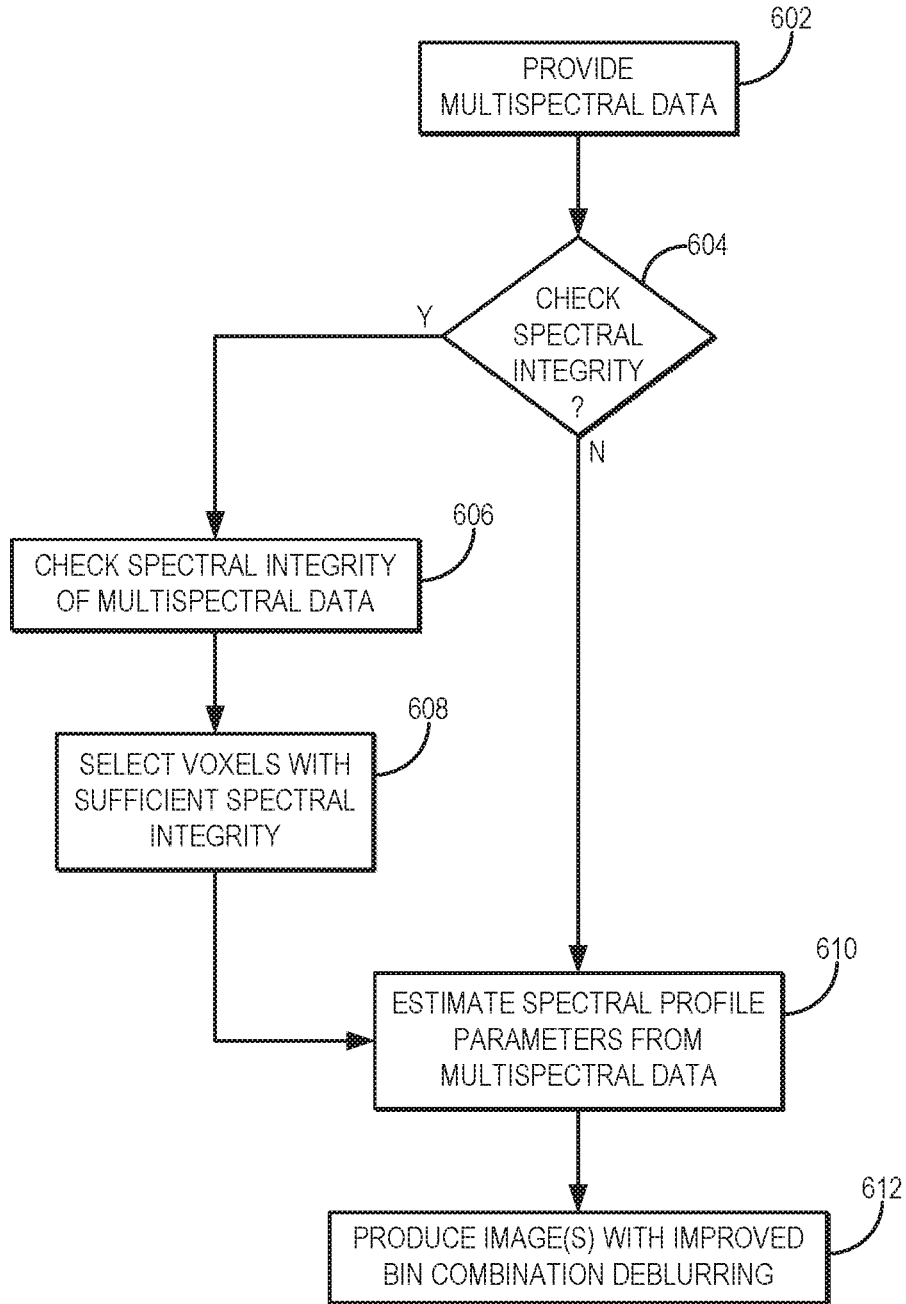 602
PROVIDE
MULTISPECTRAL DATA
604
CHECK
SPECTRAL
INTEGRITY
?
Y
N
606
CHECK SPECTRAL INTEGRITY
OF MULTISPECTRAL DATA
608
SELECT VOXELS WITH
SUFFICIENT SPECTRAL
INTEGRITY
610
ESTIMATE SPECTRAL PROFILE
PARAMETERS FROM
MULTISPECTRAL DATA
612
PRODUCE IMAGE(S) WITH IMPROVED
BIN COMBINATION DEBLURRING